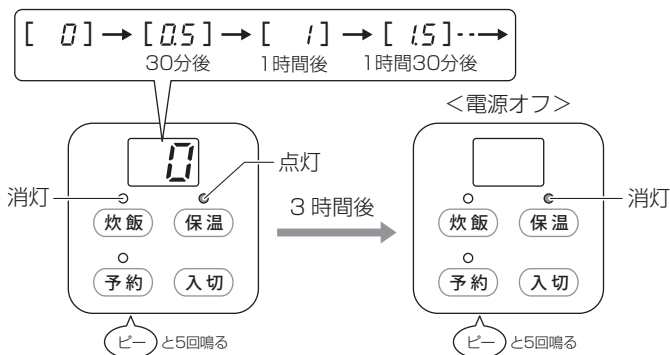 [ 0]→[0.5]→[ 1]→[1.5]--→
30分後 1時間後 1時間30分後
＜電源オフ＞
0
点灯
消灯
消灯
炊飯 保温
3時間後
炊飯 保温
予約 入切
予約 入切
ピー と5回鳴る
ピー と5回鳴る